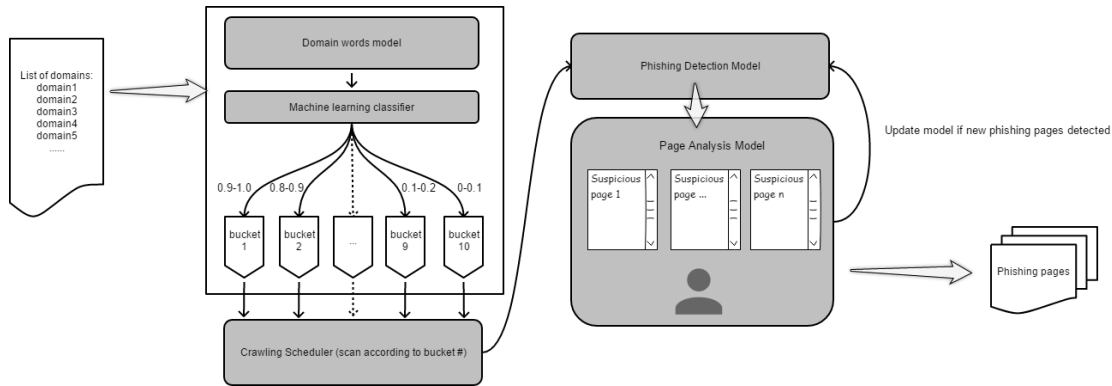 List of domains:
domain1
domain2
domain3
domain4
domain5
......
Domain words model
Machine learning classifier
0.9-1.0
0.8-0.9
0.1-0.2
0-0.1
bucket
1
bucket
2
...
bucket
9
bucket
10
Crawling Scheduler (scan according to bucket #)
Phishing Detection Model
Update model if new phishing pages detected
Page Analysis Model
Suspicious
page 1
Suspicious
page ...
Suspicious
page n
Phishing pages